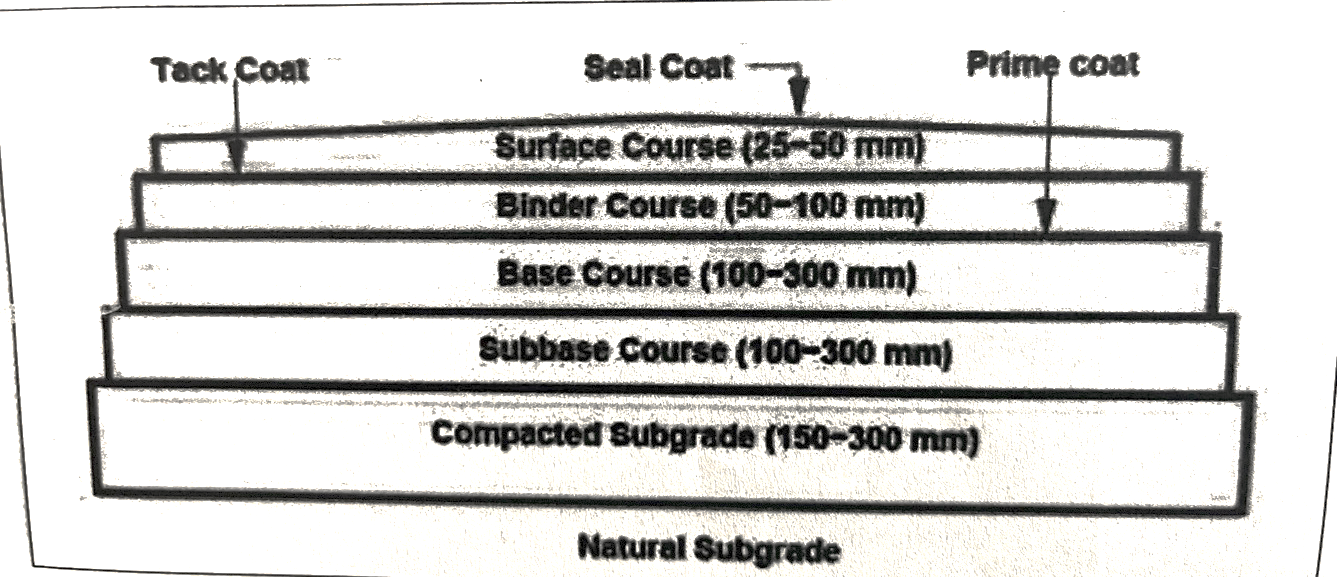 Tack Coat
Seal Coat
Prime coat
Surface Course (25-50 mm)
Binder Course (50-100 mm)
Base Course (100-300 mm)
Subbase Course (100-300 mm)
Compacted Subgrade (150-300 mm)
Natural Subgrade